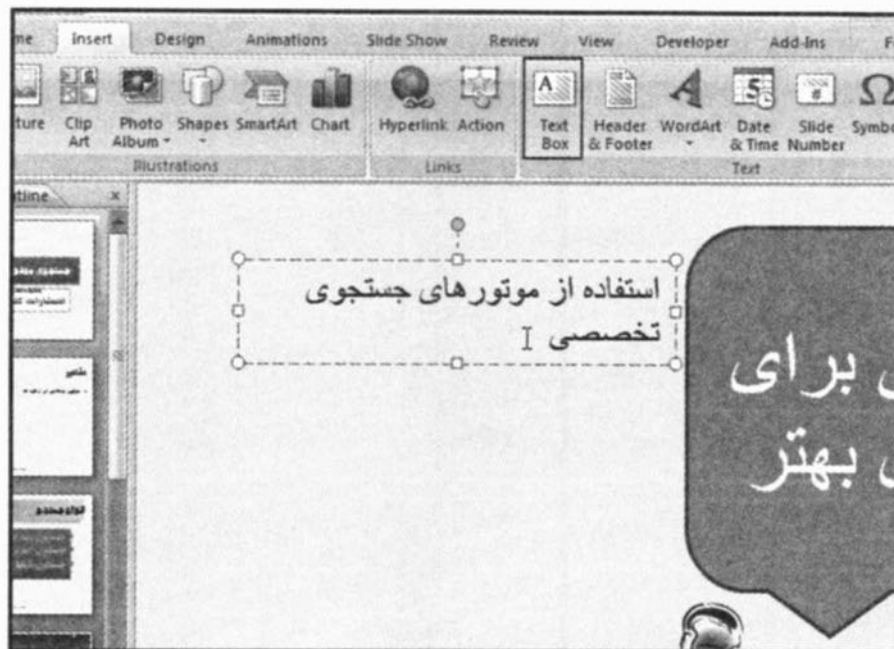 Insert Design Animations Slide Show Review View Developer Add-Ins
Clip Art Photo Album Shapes SmartArt Chart Hyperlink Action Text Box Header & Footer WordArt Date & Time Slide Number
Illustrations Links Text
استفاده از موتورهای جستجوی
تخصصی
برای
بهتر